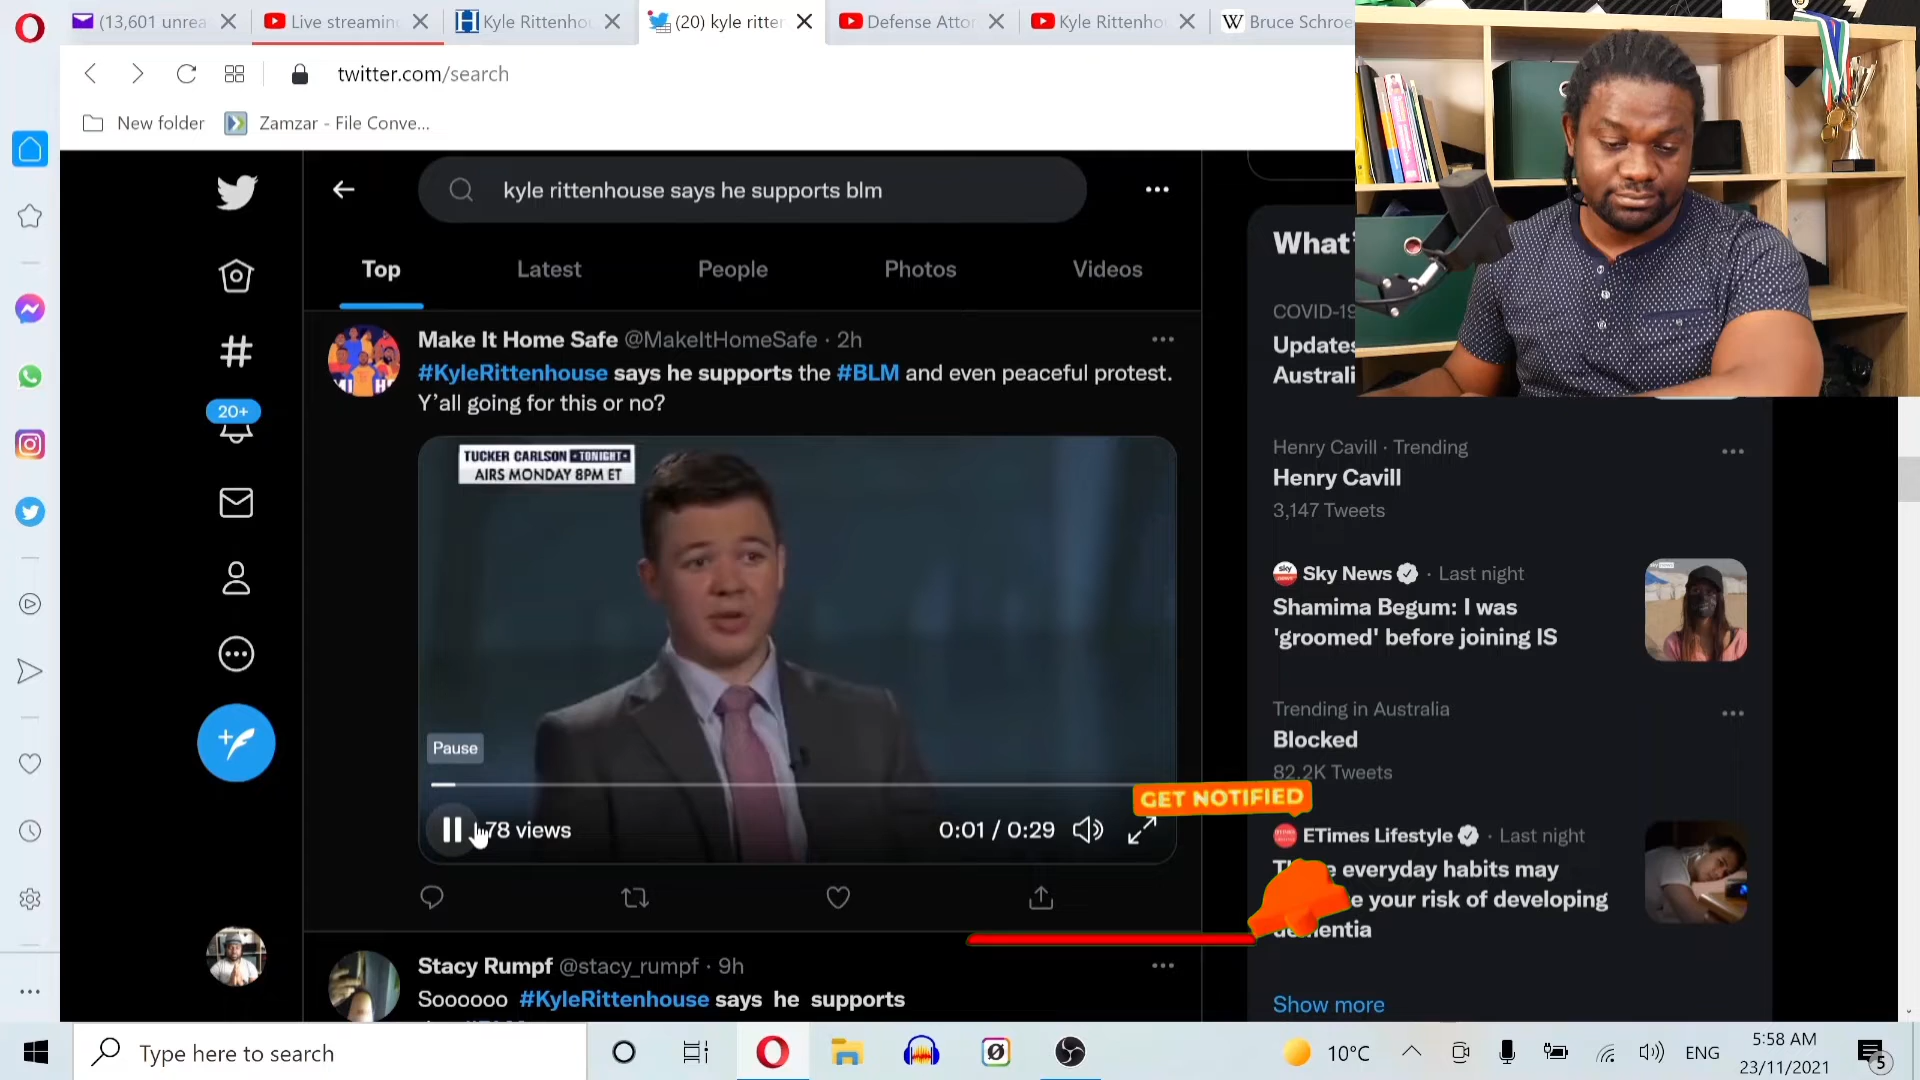 (13,601 unrea
Live streamin
Kyle Rittenho
(20) kyle ritter
Defense Attor
Kyle Rittenho
W Bruce Schroe
twitter.com/search
New folder
Zamzar - File Conve...
kyle rittenhouse says he supports blm
Top
Latest
People
Photos
Videos
What'
COVID-19
Updates
Australi
20+
Make It Home Safe @MakeItHomeSafe · 2h
#KyleRittenhouse says he supports the #BLM and even peaceful protest.
Y'all going for this or no?
TUCKER CARLSON TONIGHT
AIRS MONDAY 8PM ET
Pause
78 views
0:01 / 0:29
Henry Cavill · Trending
Henry Cavill
3,147 Tweets
sky
Sky News · Last night
Shamima Begum: I was
'groomed' before joining IS
Trending in Australia
Blocked
82.2K Tweets
GET NOTIFIED
ETimes Lifestyle · Last night
everyday habits may
e your risk of developing
dementia
Show more
Stacy Rumpf @stacy_rumpf · 9h
Soooooo #KyleRittenhouse says he supports
Type here to search
10°C
ENG
5:58 AM
23/11/2021
5